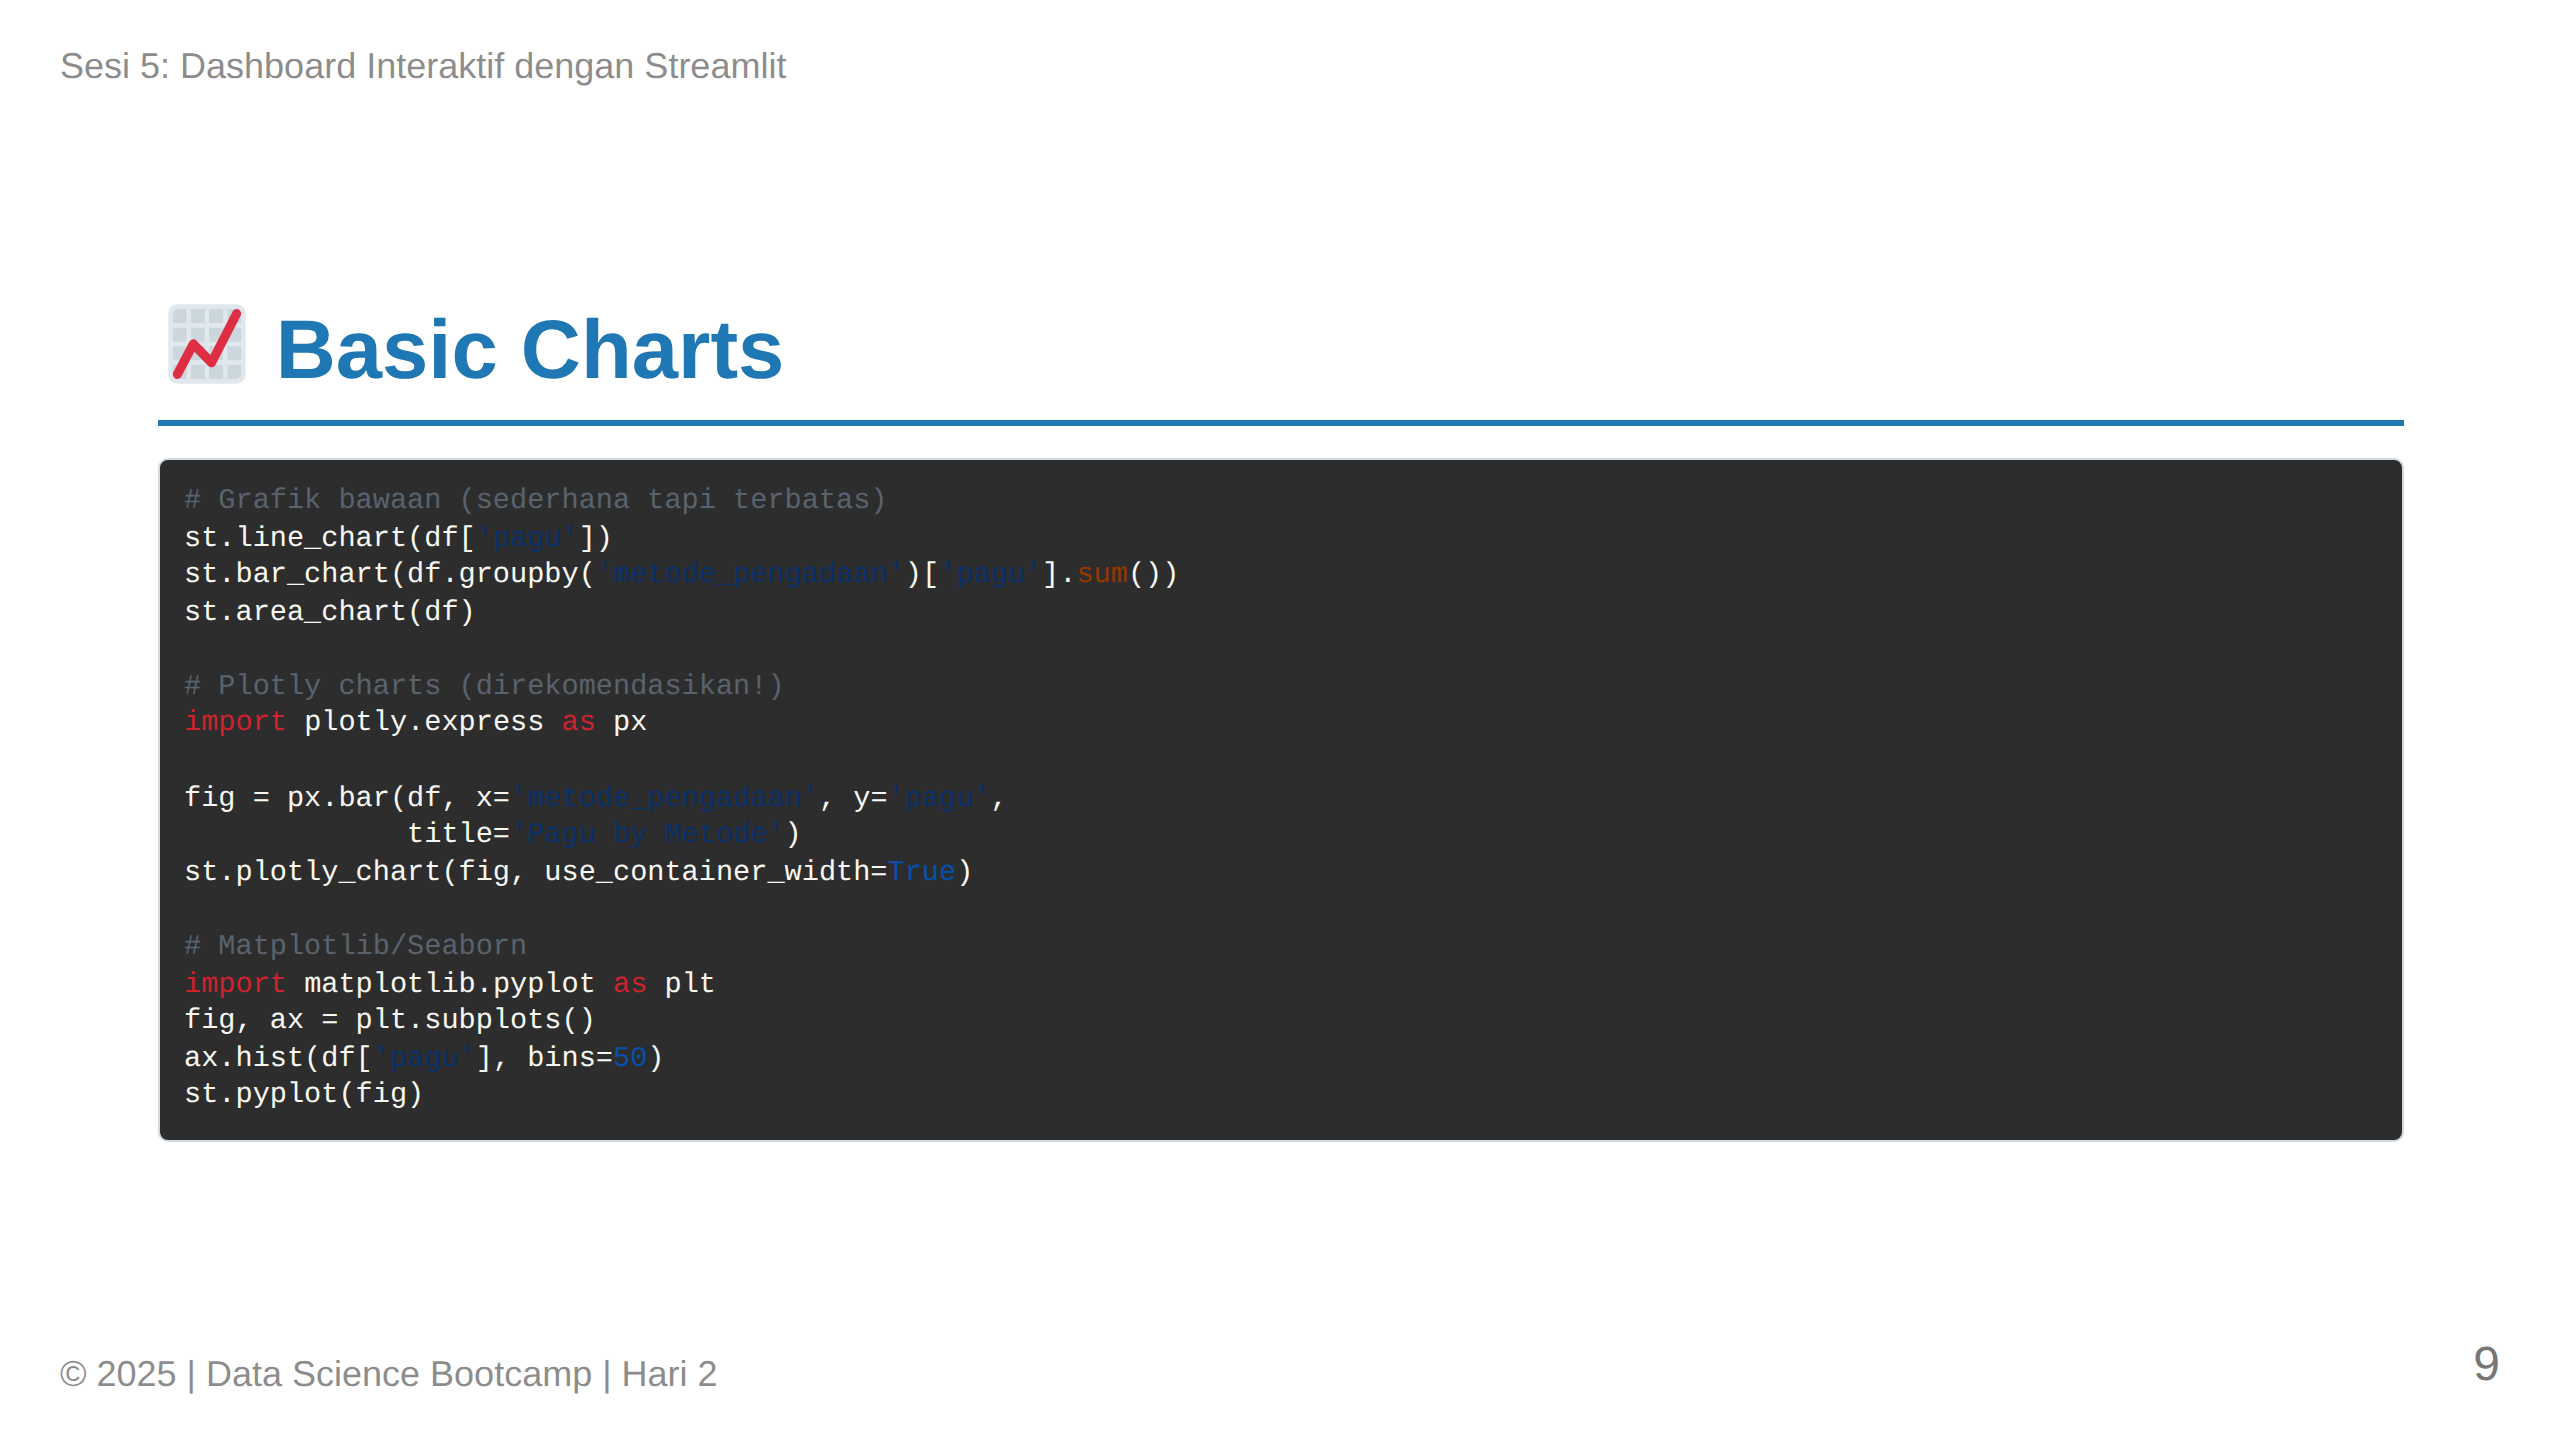 Sesi 5: Dashboard Interaktif dengan Streamlit
Basic Charts
# Grafik bawaan (sederhana tapi terbatas)
st.line_chart(df['pagu'])
st.bar_chart(df.groupby('metode_pengadaan')['pagu'].sum())
st.area_chart(df)
# Plotly charts (direkomendasikan!)
import plotly.express as px
fig = px.bar(df, x='metode_pengadaan', y='pagu',
             title='Pagu by Metode')
st.plotly_chart(fig, use_container_width=True)
# Matplotlib/Seaborn
import matplotlib.pyplot as plt
fig, ax = plt.subplots()
ax.hist(df['pagu'], bins=50)
st.pyplot(fig)
© 2025 | Data Science Bootcamp | Hari 2
9